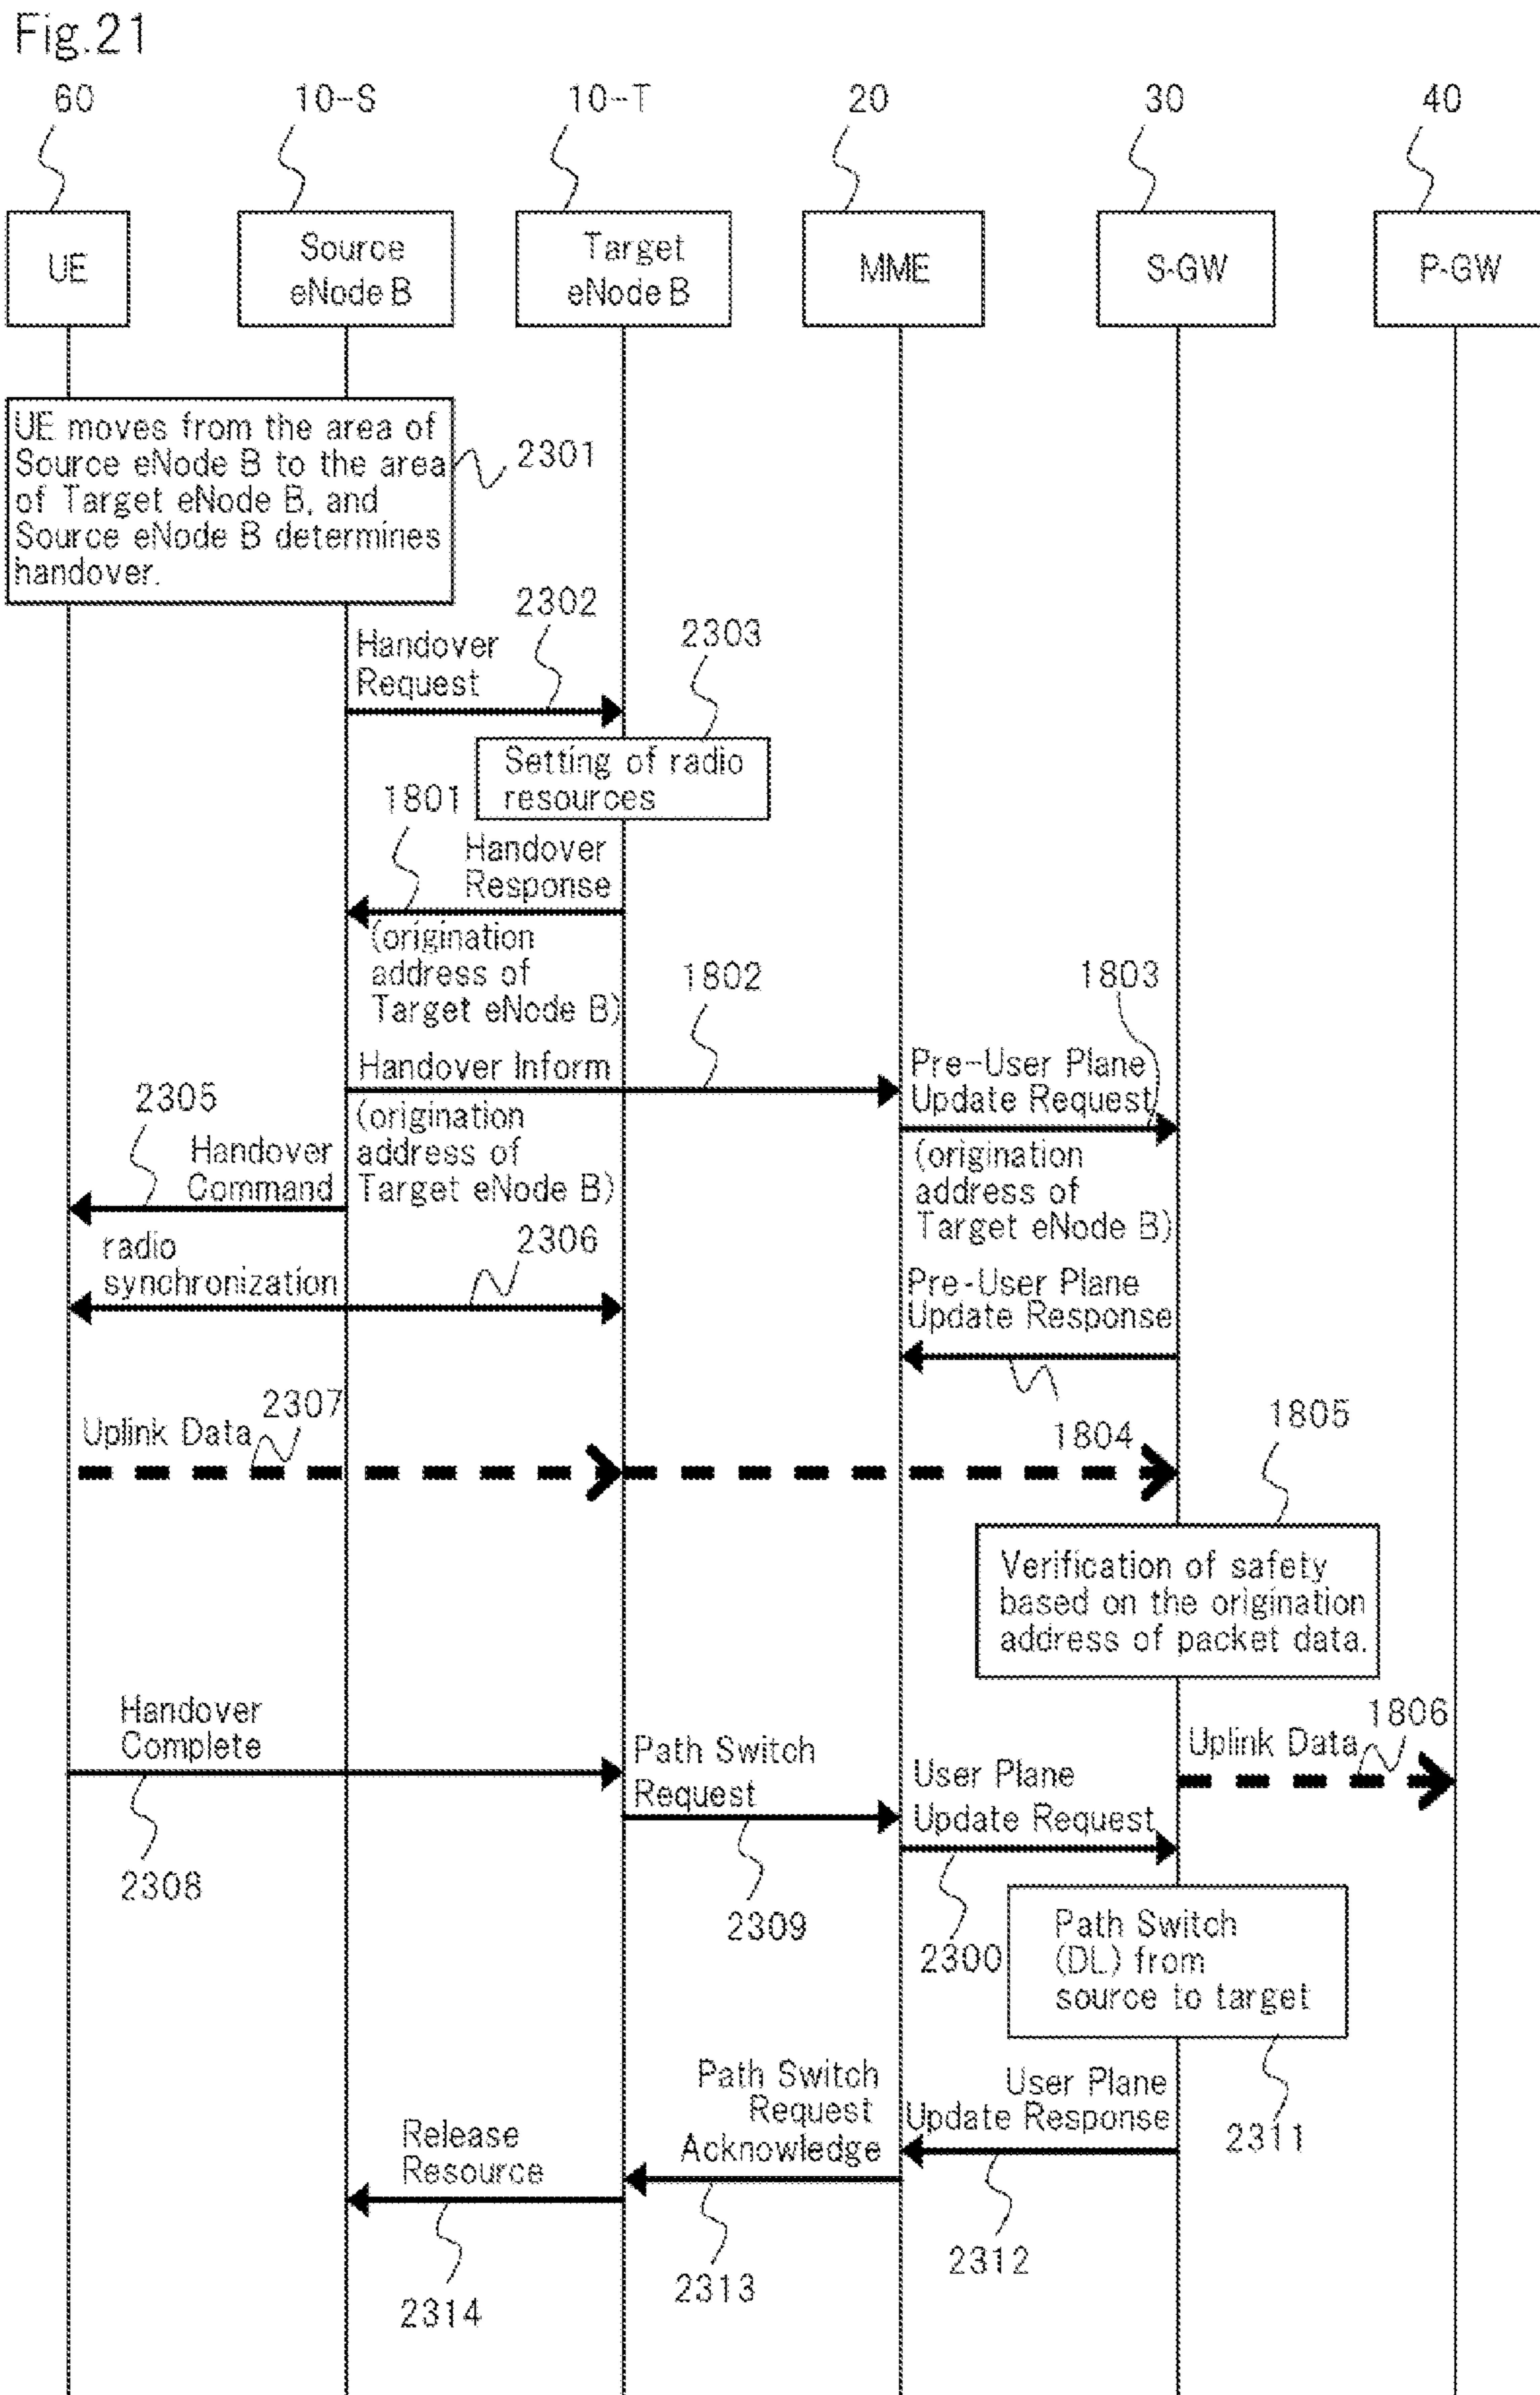 Fig.21
60
10-S
10-T
20
30
40
UE
Source
eNode B
Target
eNode B
MME
S-GW
P-GW
UE moves from the area of
Source eNode B to the area
of Target eNode B, and
Source eNode B determines
handover.
2301
2302
Handover
Request
2303
Setting of radio
resources
1801
Handover
Response
(origination
address of
Target eNode B)
1802
1803
Handover Inform
(origination
address of
Target eNode B)
Pre-User Plane
Update Request
(origination
address of
Target eNode B)
2305
Handover
Command
2306
radio
synchronization
Pre-User Plane
Update Response
1804
2307
Uplink Data
1805
Verification of safety
based on the origination
address of packet data.
Handover
Complete
2308
Path Switch
Request
2309
User Plane
Update Request
2300
1806
Uplink Data
Path Switch
(DL) from
source to target
2311
User Plane
Update Response
2312
Path Switch
Request
Acknowledge
2313
Release
Resource
2314